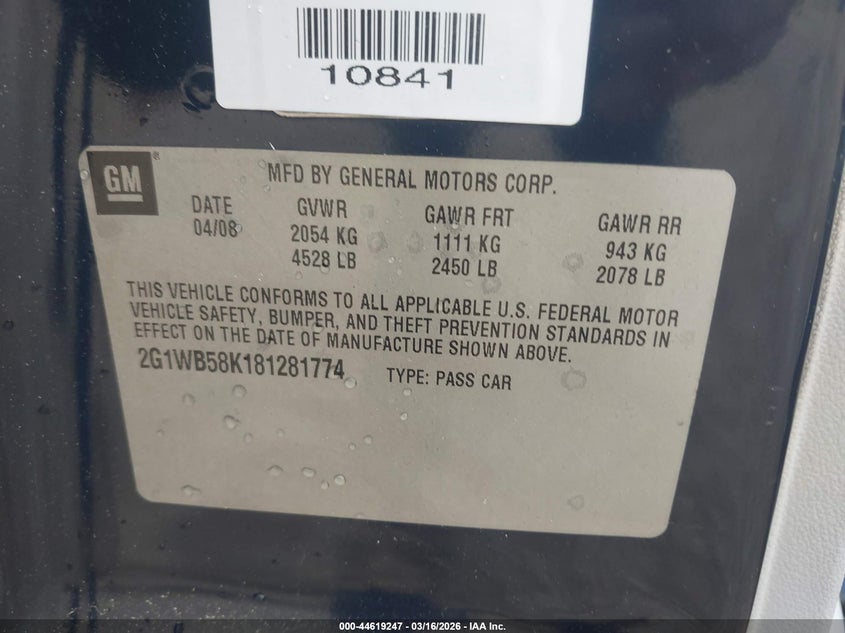 10841
GM ®
MFD BY GENERAL MOTORS CORP.
DATE GVWR GAWR FRT GAWR RR
04/08 2054 KG 1111 KG 943 KG
4528 LB 2450 LB 2078 LB
THIS VEHICLE CONFORMS TO ALL APPLICABLE U.S. FEDERAL MOTOR
VEHICLE SAFETY, BUMPER, AND THEFT PREVENTION STANDARDS IN
EFFECT ON THE DATE OF MANUFACTURE SHOWN ABOVE.
2G1WB58K181281774 TYPE: PASS CAR
000-44619247 - 03/16/2026 - IAA Inc.